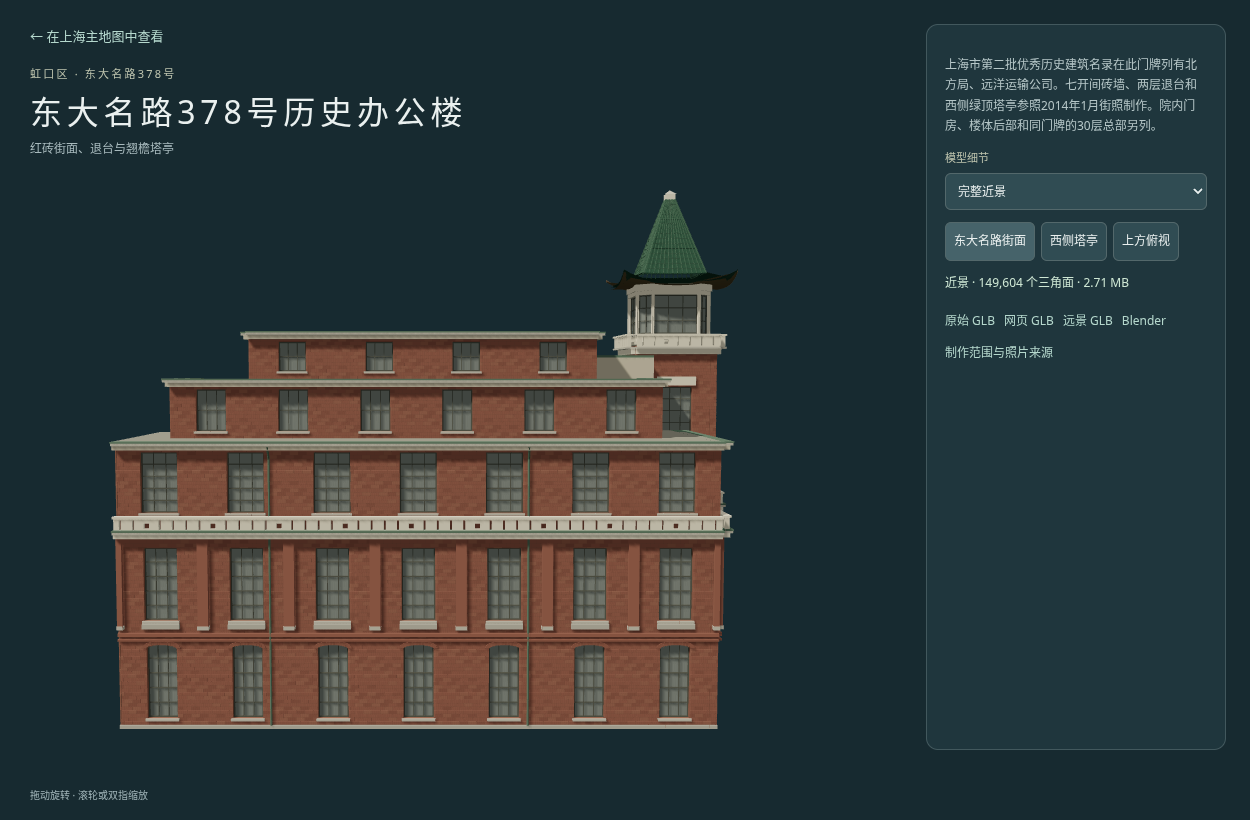 ← 在上海主地图中查看
虹口区 · 东大名路378号
东大名路378号历史办公楼
红砖街面、退台与翘檐塔亭
上海市第二批优秀历史建筑名录在此门牌列有北
方局、远洋运输公司。七开间砖墙、两层退台和
西侧绿顶塔亭参照2014年1月街照制作。院内门
房、楼体后部和同门牌的30层总部另列。
模型细节
完整近景
东大名路街面 西侧塔亭 上方俯视
近景 · 149,604 个三角面 · 2.71 MB
原始 GLB 网页 GLB 远景 GLB Blender
制作范围与照片来源
拖动旋转 · 滚轮或双指缩放